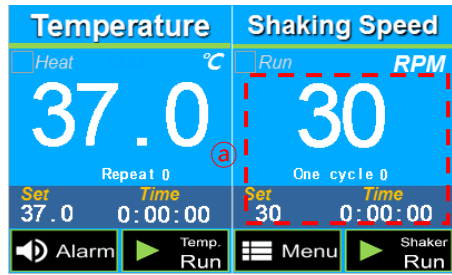 Temperature
Heat
℃
37.0
Repeat 0
Set
Time
37.0
0:00:00
Alarm
Temp. Run
Shaking Speed
Run
RPM
30
ⓐ
One cycle 0
Set
Time
30
0:00:00
Menu
Shaker Run